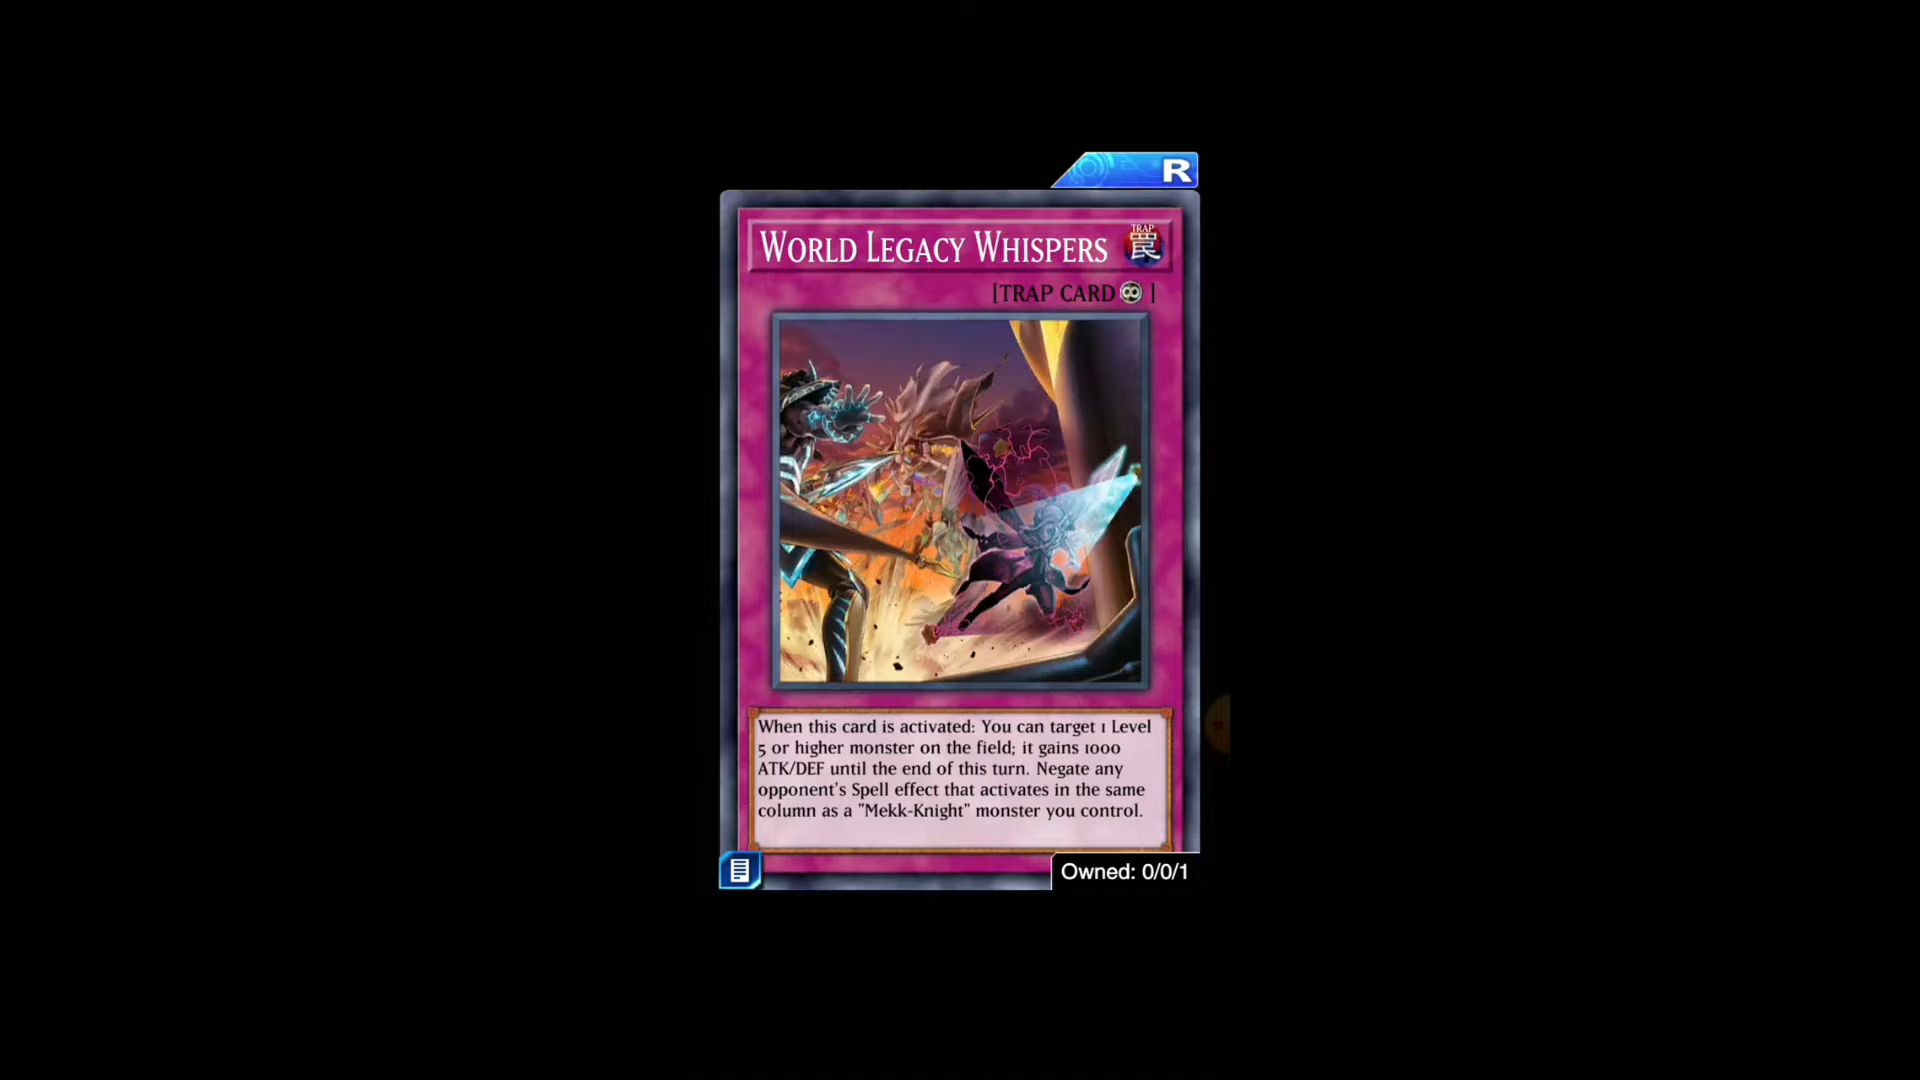 R
WORLD LEGACY WHISPERS
TRAP
罠
[TRAP CARD ]
When this card is activated: You can target 1 Level
5 or higher monster on the field; it gains 1000
ATK/DEF until the end of this turn. Negate any
opponent's Spell effect that activates in the same
column as a "Mekk-Knight" monster you control.
Owned: 0/0/1